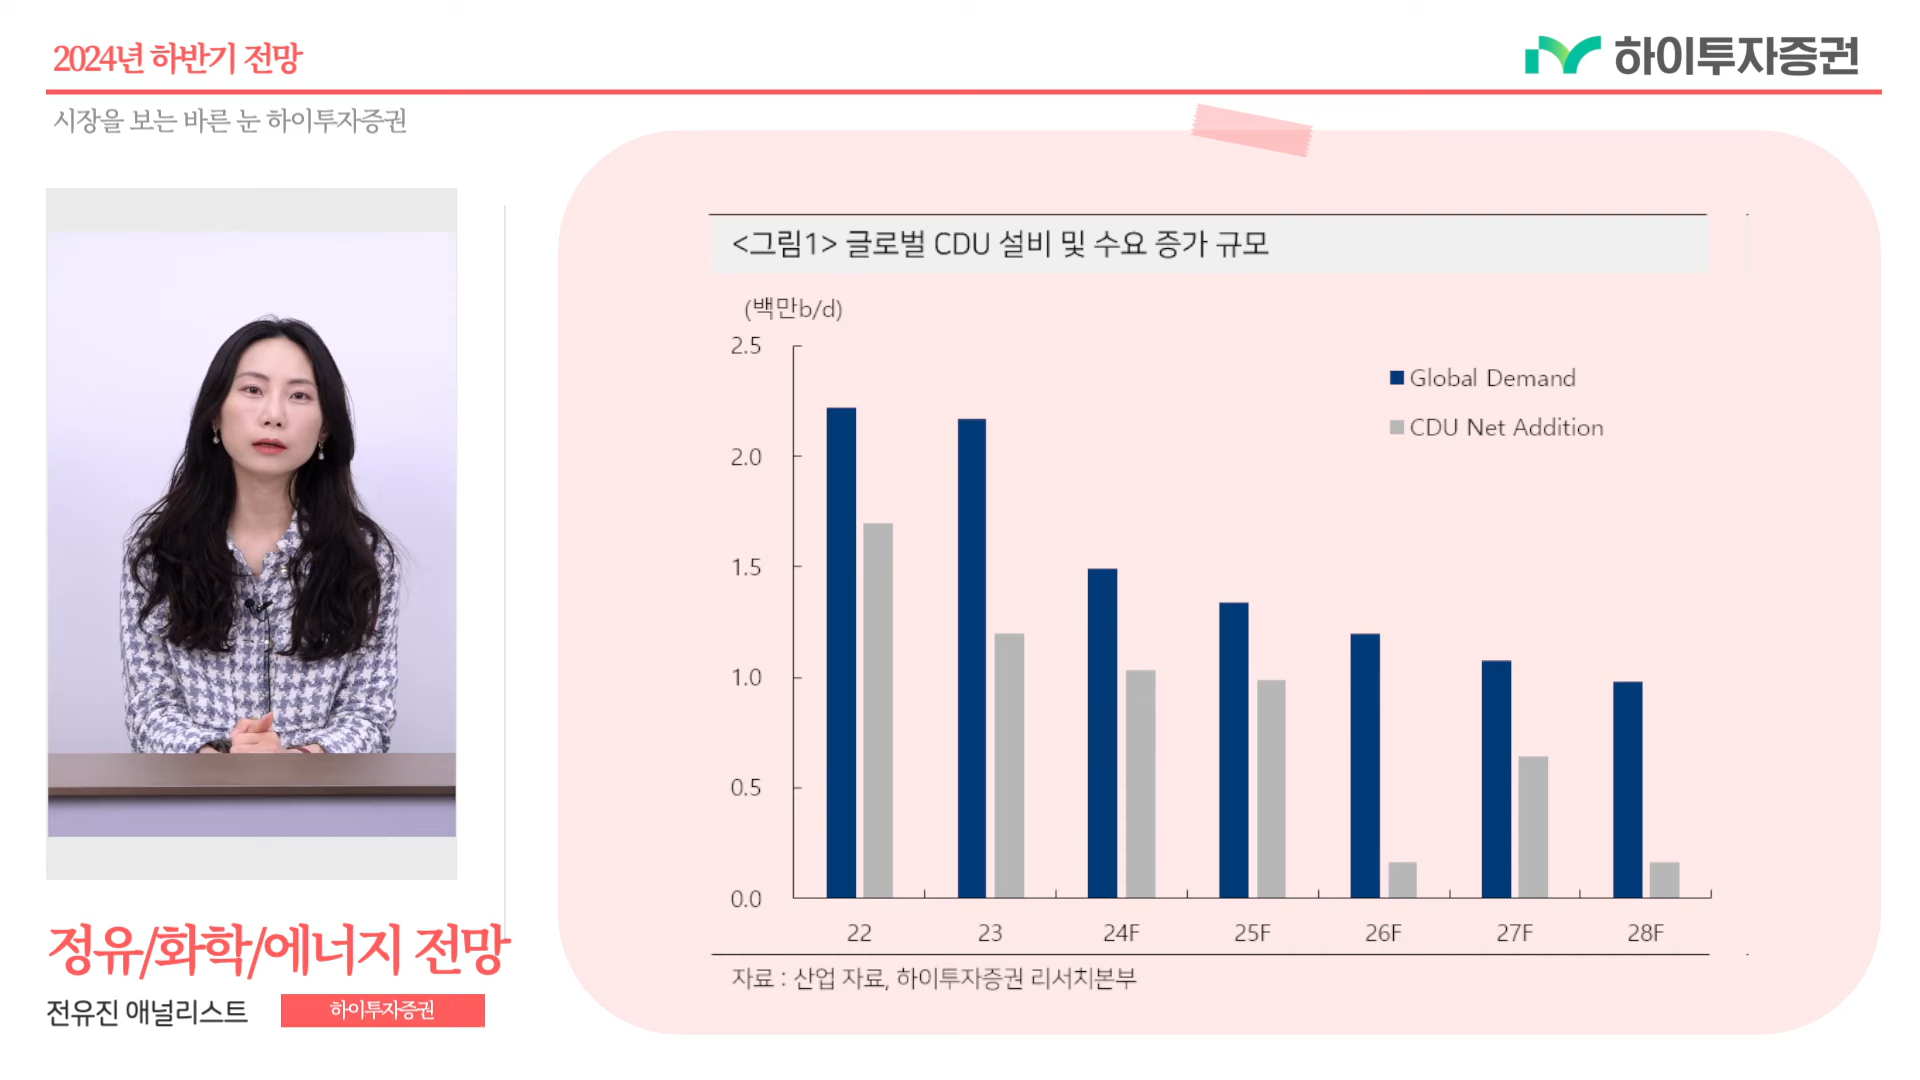 2024년 하반기 전망
하이투자증권
시장을 보는 바른 눈 하이투자증권
<그림1> 글로벌 CDU 설비 및 수요 증가 규모
(백만b/d)
2.5
2.0
1.5
1.0
0.5
0.0
Global Demand
CDU Net Addition
22 23 24F 25F 26F 27F 28F
자료 : 산업 자료, 하이투자증권 리서치본부
정유/화학/에너지 전망
전유진 애널리스트 하이투자증권